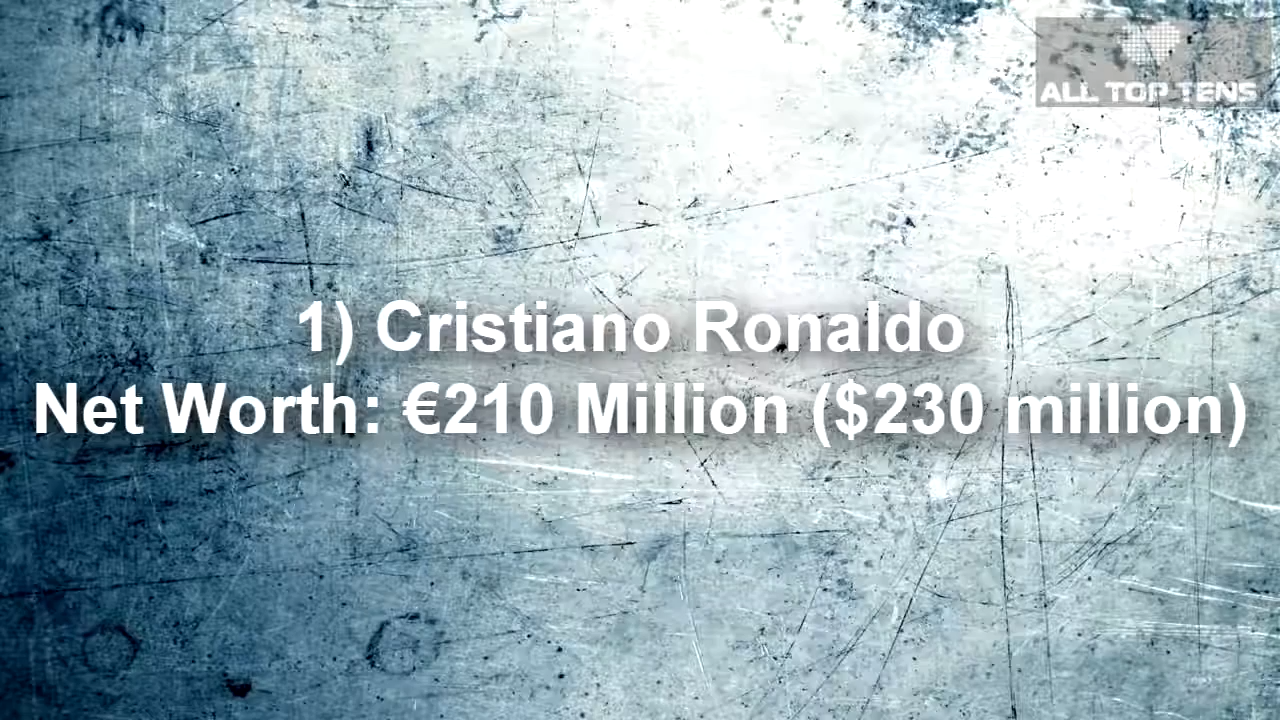 ALL TOP TENS
1) Cristiano Ronaldo
Net Worth: €210 Million ($230 million)